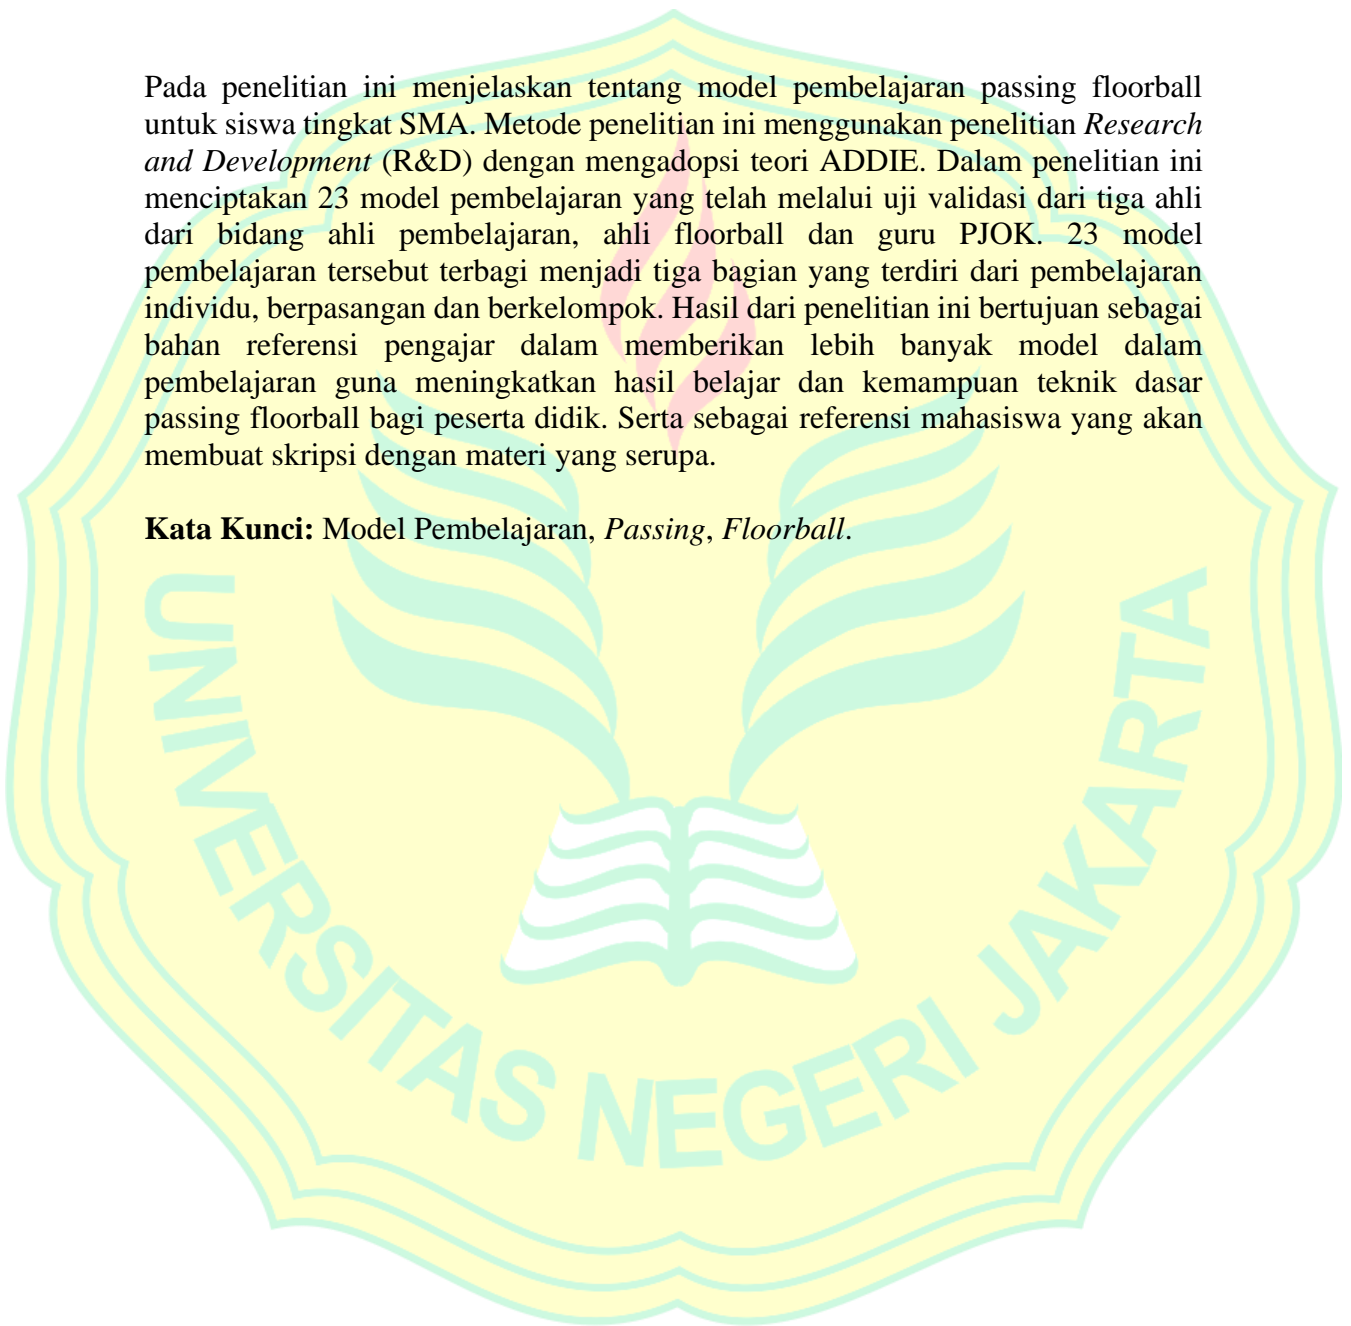 Pada penelitian ini menjelaskan tentang model pembelajaran passing floorball
untuk siswa tingkat SMA. Metode penelitian ini menggunakan penelitian Research
and Development (R&D) dengan mengadopsi teori ADDIE. Dalam penelitian ini
menciptakan 23 model pembelajaran yang telah melalui uji validasi dari tiga ahli
dari bidang ahli pembelajaran, ahli floorball dan guru PJOK. 23 model
pembelajaran tersebut terbagi menjadi tiga bagian yang terdiri dari pembelajaran
individu, berpasangan dan berkelompok. Hasil dari penelitian ini bertujuan sebagai
bahan referensi pengajar dalam memberikan lebih banyak model dalam
pembelajaran guna meningkatkan hasil belajar dan kemampuan teknik dasar
passing floorball bagi peserta didik. Serta sebagai referensi mahasiswa yang akan
membuat skripsi dengan materi yang serupa.
Kata Kunci: Model Pembelajaran, Passing, Floorball.
UNIVERSITAS NEGERI JAKARTA